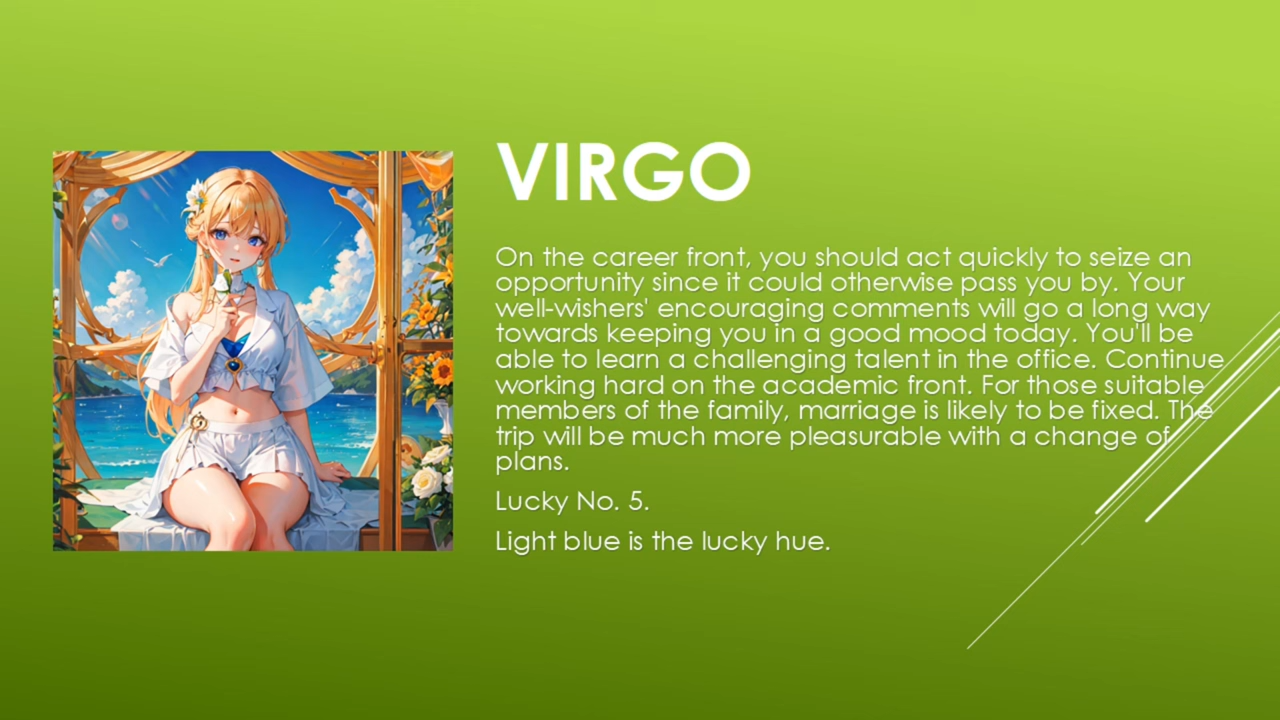 VIRGO
On the career front, you should act quickly to seize an
opportunity since it could otherwise pass you by. Your
well-wishers' encouraging comments will go a long way
towards keeping you in a good mood today. You'll be
able to learn a challenging talent in the office. Continue
working hard on the academic front. For those suitable
members of the family, marriage is likely to be fixed. The
trip will be much more pleasurable with a change of
plans.
Lucky No. 5.
Light blue is the lucky hue.